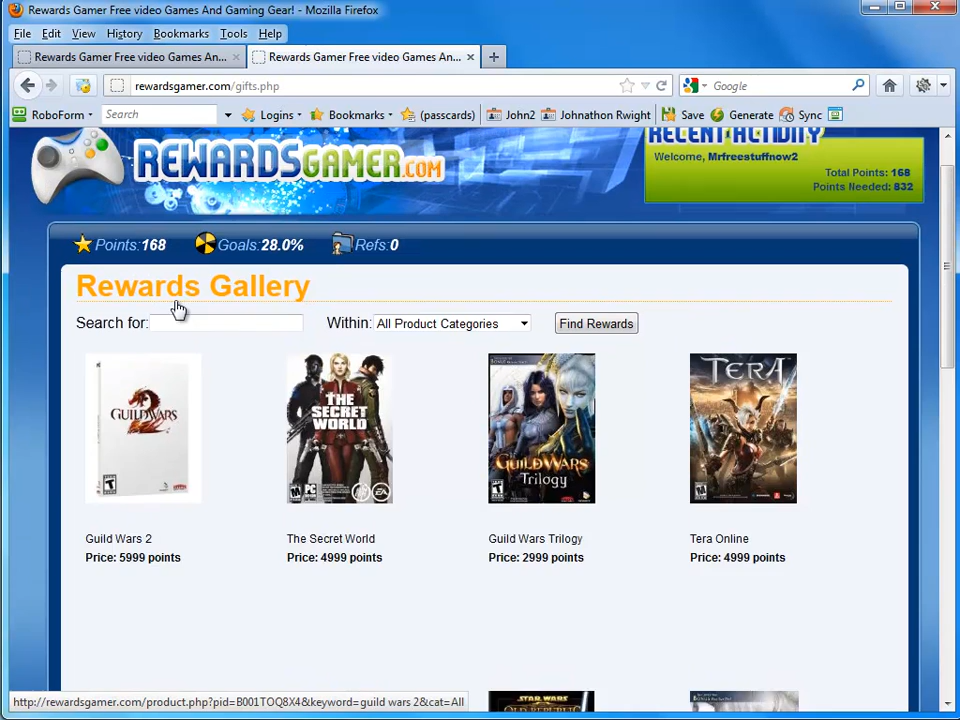 Rewards Gamer Free video Games And Gaming Gear! - Mozilla Firefox
File Edit View History Bookmarks Tools Help
Rewards Gamer Free video Games An... × Rewards Gamer Free video Games An... × +
rewardsgamer.com/gifts.php Google
RoboForm Search Logins Bookmarks (passcards) John2 Johnathon Rwight Save Generate Sync
RECENT ACTIVITY
REWARDSGAMER.COM
Welcome, Mrfreestuffnow2
Total Points: 168
Points Needed: 832
Points:168 Goals:28.0% Refs:0
Rewards Gallery
Search for: Within: All Product Categories Find Rewards
GUILDWARS 2
THE SECRET WORLD
GUILDWARS Trilogy
TERA
Guild Wars 2 The Secret World Guild Wars Trilogy Tera Online
Price: 5999 points Price: 4999 points Price: 2999 points Price: 4999 points
STAR WARS
http://rewardsgamer.com/product.php?pid=B001TOQ8X4&keyword=guild wars 2&cat=All